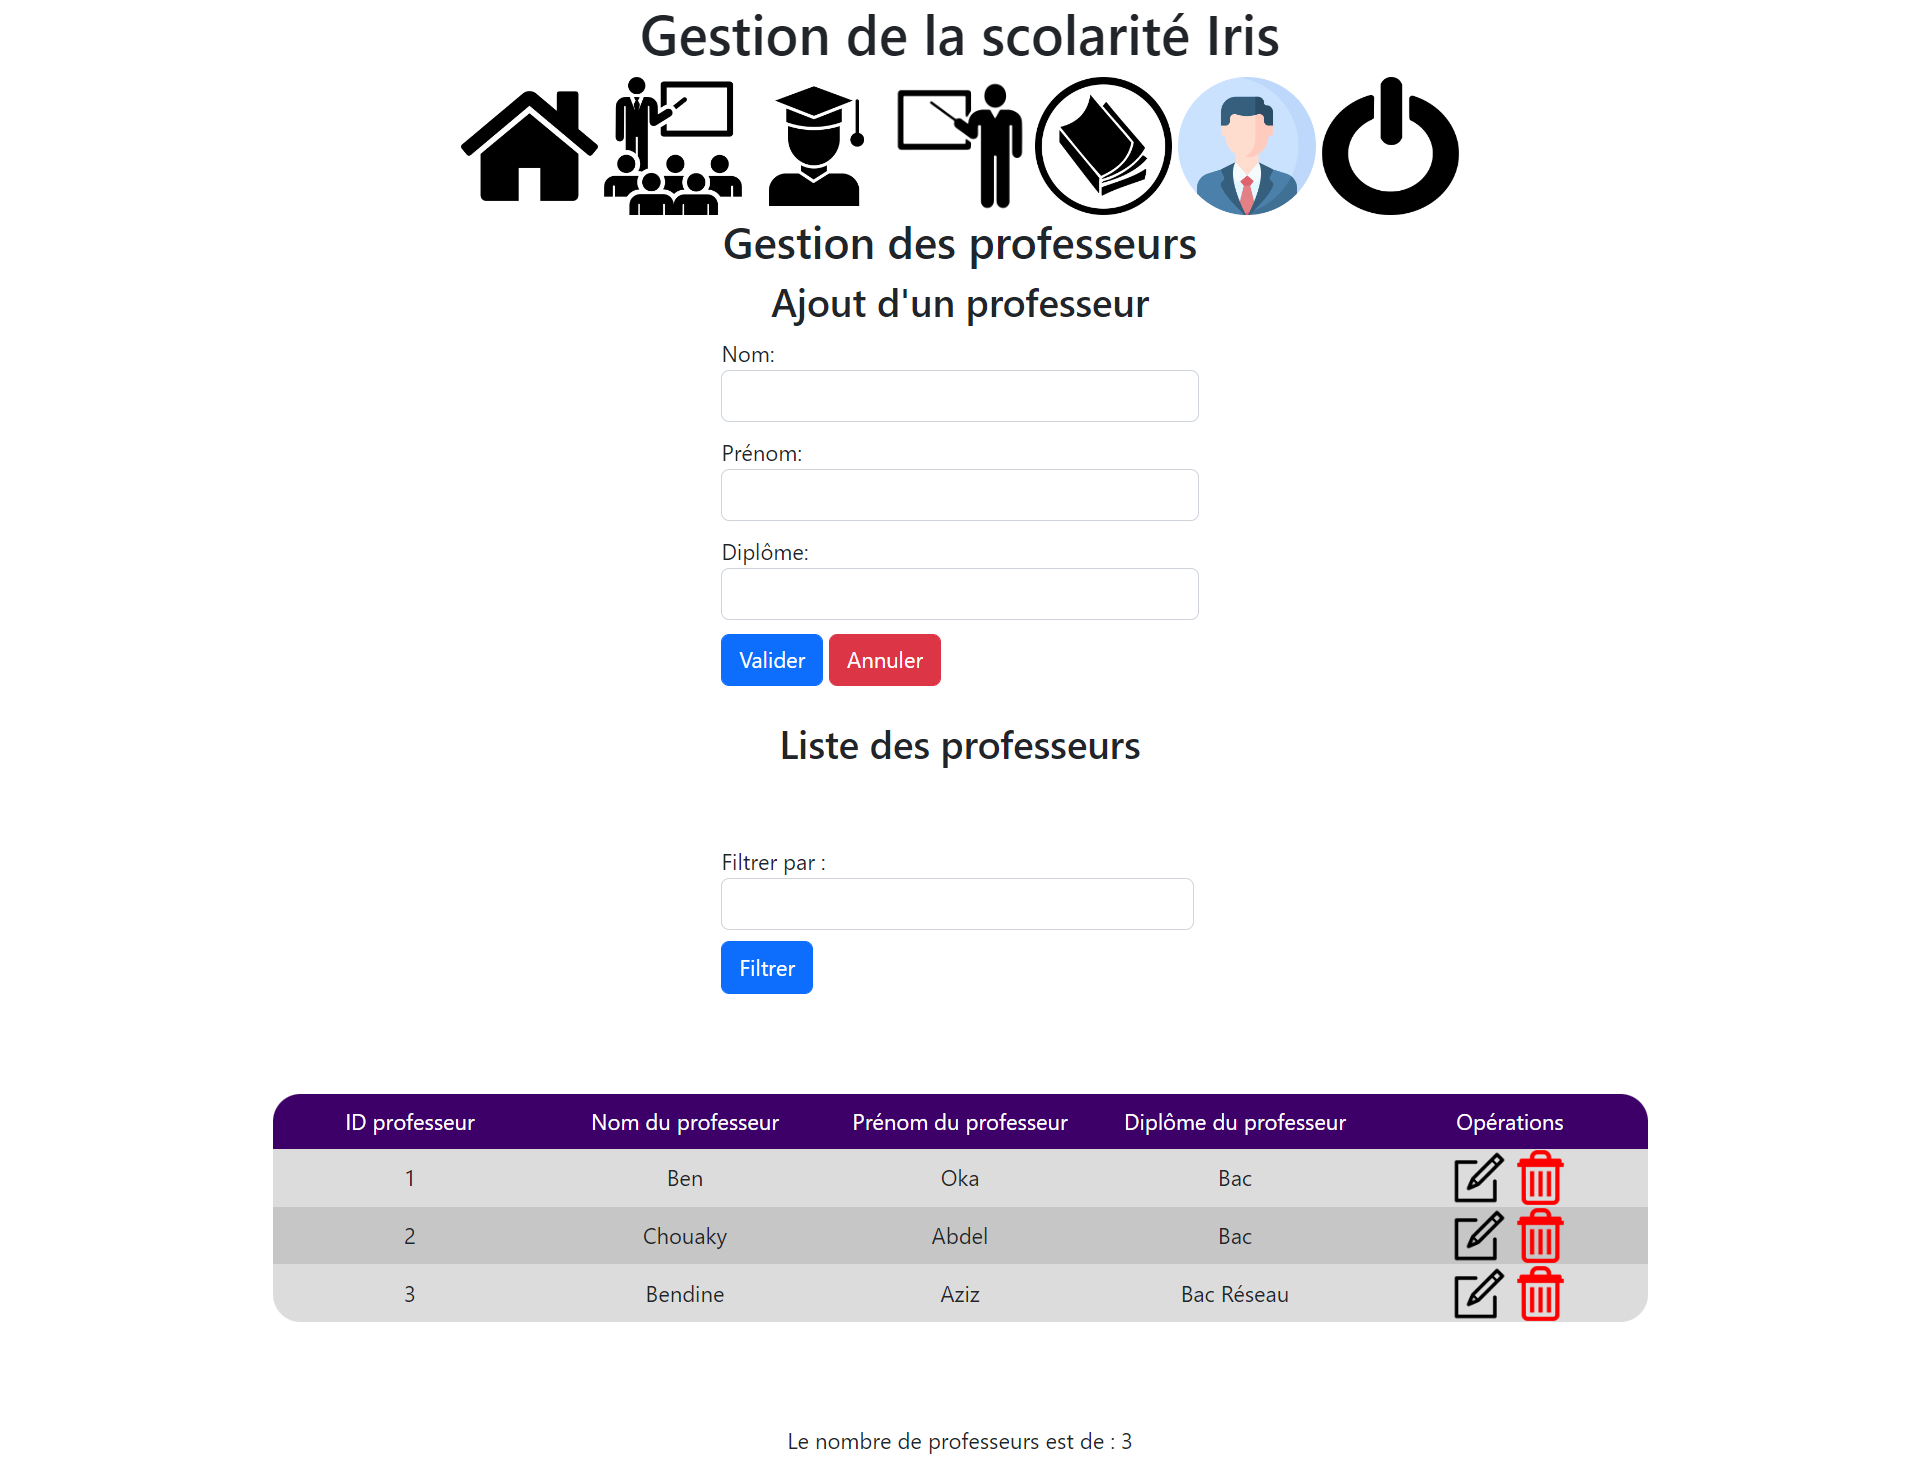 Gestion de la scolarité Iris
Gestion des professeurs
Ajout d'un professeur
Nom:
Prénom:
Diplôme:
Valider Annuler
Liste des professeurs
Filtrer par :
Filtrer
ID professeur Nom du professeur Prénom du professeur Diplôme du professeur Opérations
1 Ben Oka Bac
2 Chouaky Abdel Bac
3 Bendine Aziz Bac Réseau
Le nombre de professeurs est de : 3